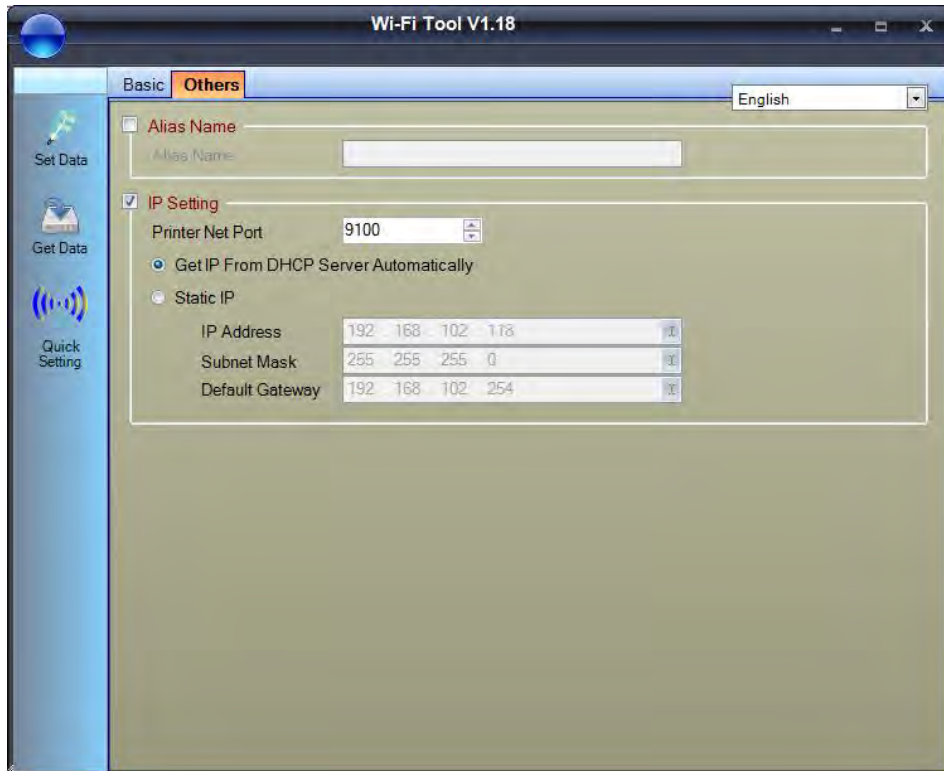 Wi-Fi Tool V1.18
Basic Others
English
Set Data
Get Data
Quick
Setting
Alias Name
Alias Name
IP Setting
Printer Net Port 9100
Get IP From DHCP Server Automatically
Static IP
IP Address 192 168 102 118
Subnet Mask 255 255 255 0
Default Gateway 192 168 102 254